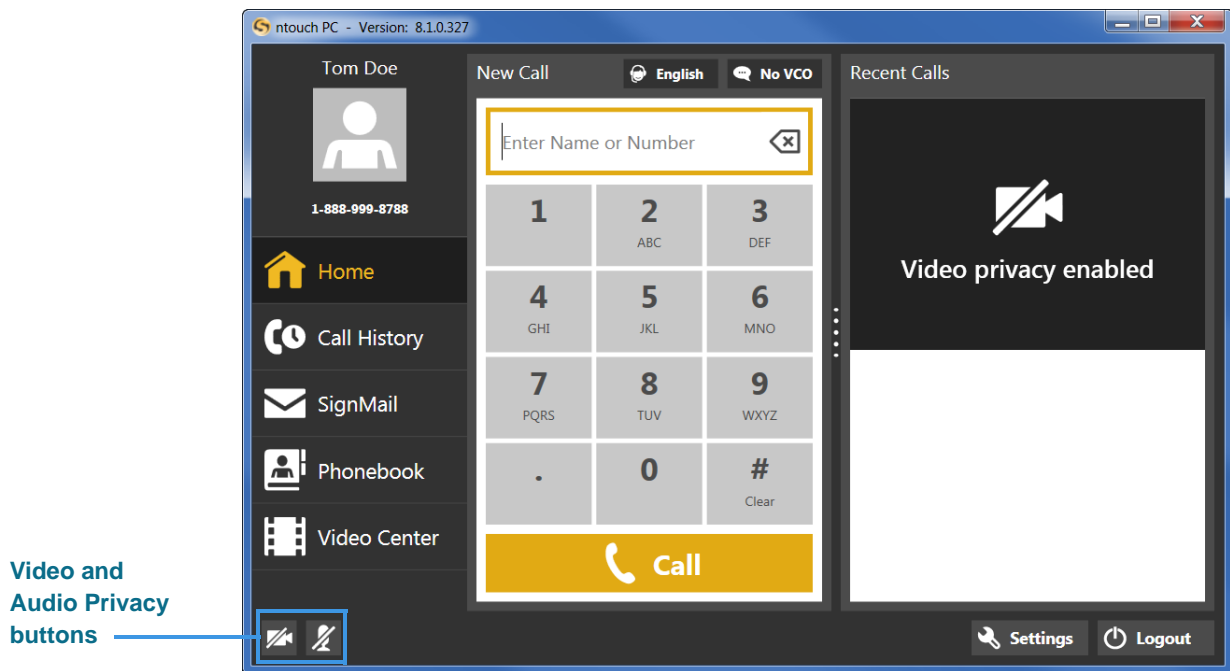 ntouch PC - Version: 8.1.0.327
Tom Doe
1-888-999-8788
Home
Call History
SignMail
Phonebook
Video Center
New Call
English
No VCO
Enter Name or Number
1
2
ABC
3
DEF
4
GHI
5
JKL
6
MNO
7
PQRS
8
TUV
9
WXYZ
.
0
#
Clear
Call
Recent Calls
Video privacy enabled
Video and
Audio Privacy
buttons
Settings
Logout